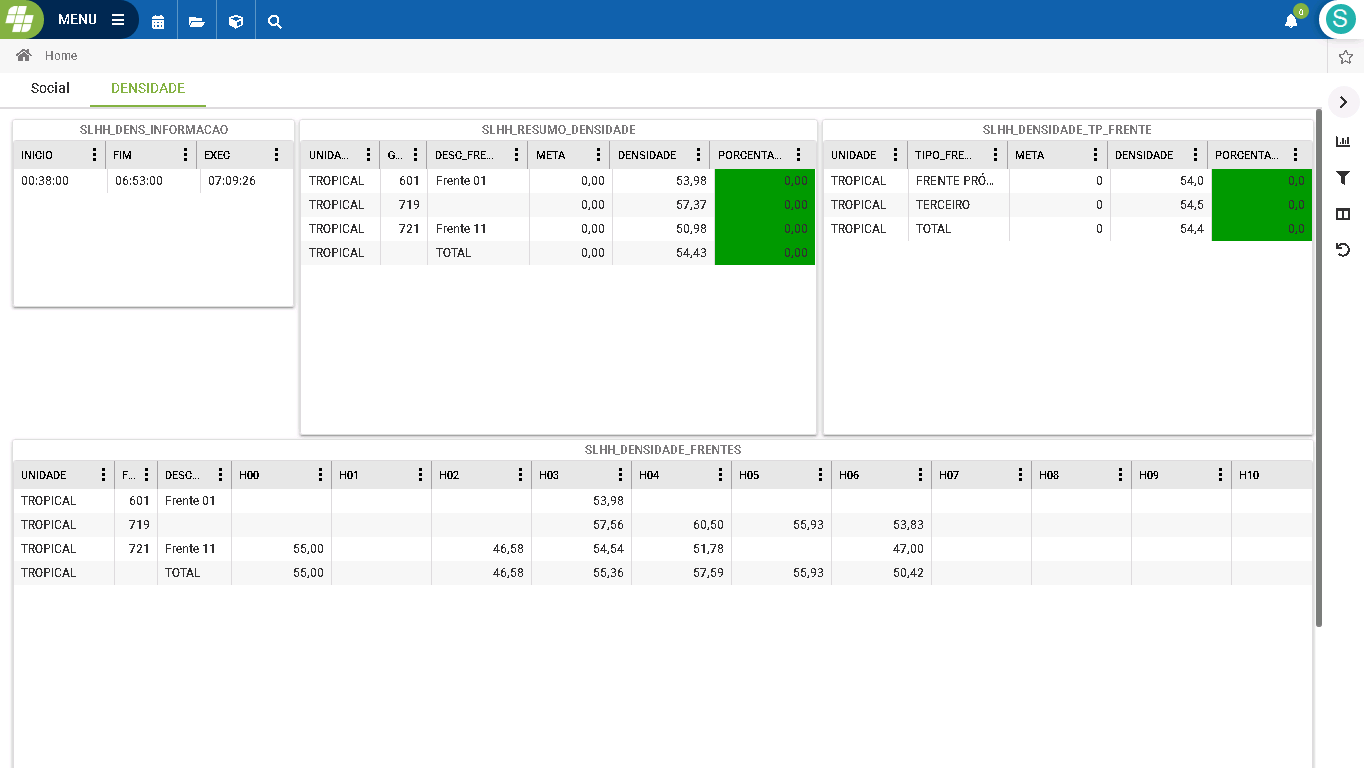 MENU
0
S
Home
Social DENSIDADE
SLHH_DENS_INFORMACAO
INICIO FIM EXEC
00:38:00 06:53:00 07:09:26
SLHH_RESUMO_DENSIDADE
UNIDA... G... DESC_FRE... META DENSIDADE PORCENTA...
TROPICAL 601 Frente 01 0,00 53,98 0,00
TROPICAL 719 0,00 57,37 0,00
TROPICAL 721 Frente 11 0,00 50,98 0,00
TROPICAL TOTAL 0,00 54,43 0,00
SLHH_DENSIDADE_TP_FRENTE
UNIDADE TIPO_FRE... META DENSIDADE PORCENTA...
TROPICAL FRENTE PRÓ... 0 54,0 0,0
TROPICAL TERCEIRO 0 54,5 0,0
TROPICAL TOTAL 0 54,4 0,0
SLHH_DENSIDADE_FRENTES
UNIDADE F... DESC... H00 H01 H02 H03 H04 H05 H06 H07 H08 H09 H10
TROPICAL 601 Frente 01 53,98
TROPICAL 719 57,56 60,50 55,93 53,83
TROPICAL 721 Frente 11 55,00 46,58 54,54 51,78 47,00
TROPICAL TOTAL 55,00 46,58 55,36 57,59 55,93 50,42